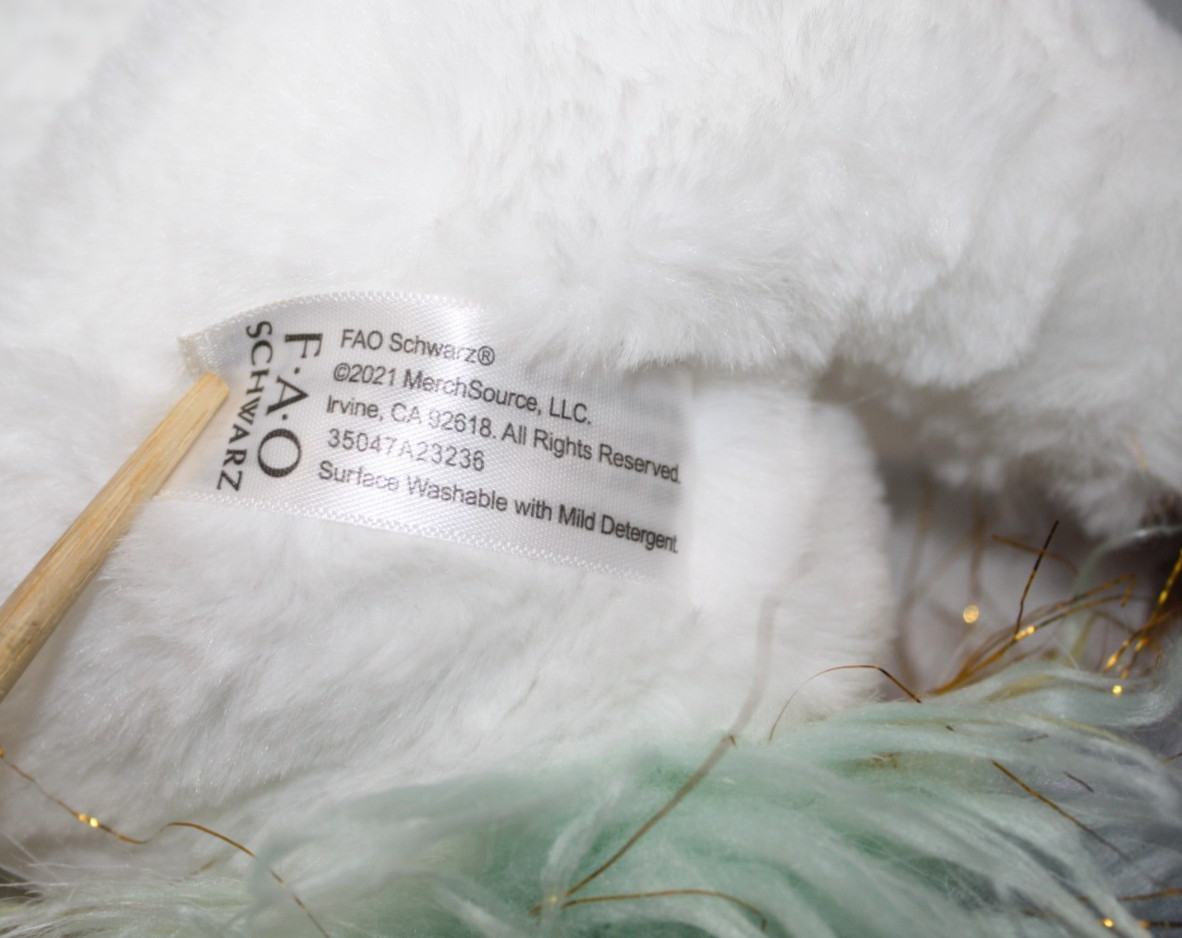 F·A·O
SCHWARZ
FAO Schwarz®
©2021 MerchSource, LLC.
Irvine, CA 92618. All Rights Reserved.
35047A23236
Surface Washable with Mild Detergent.